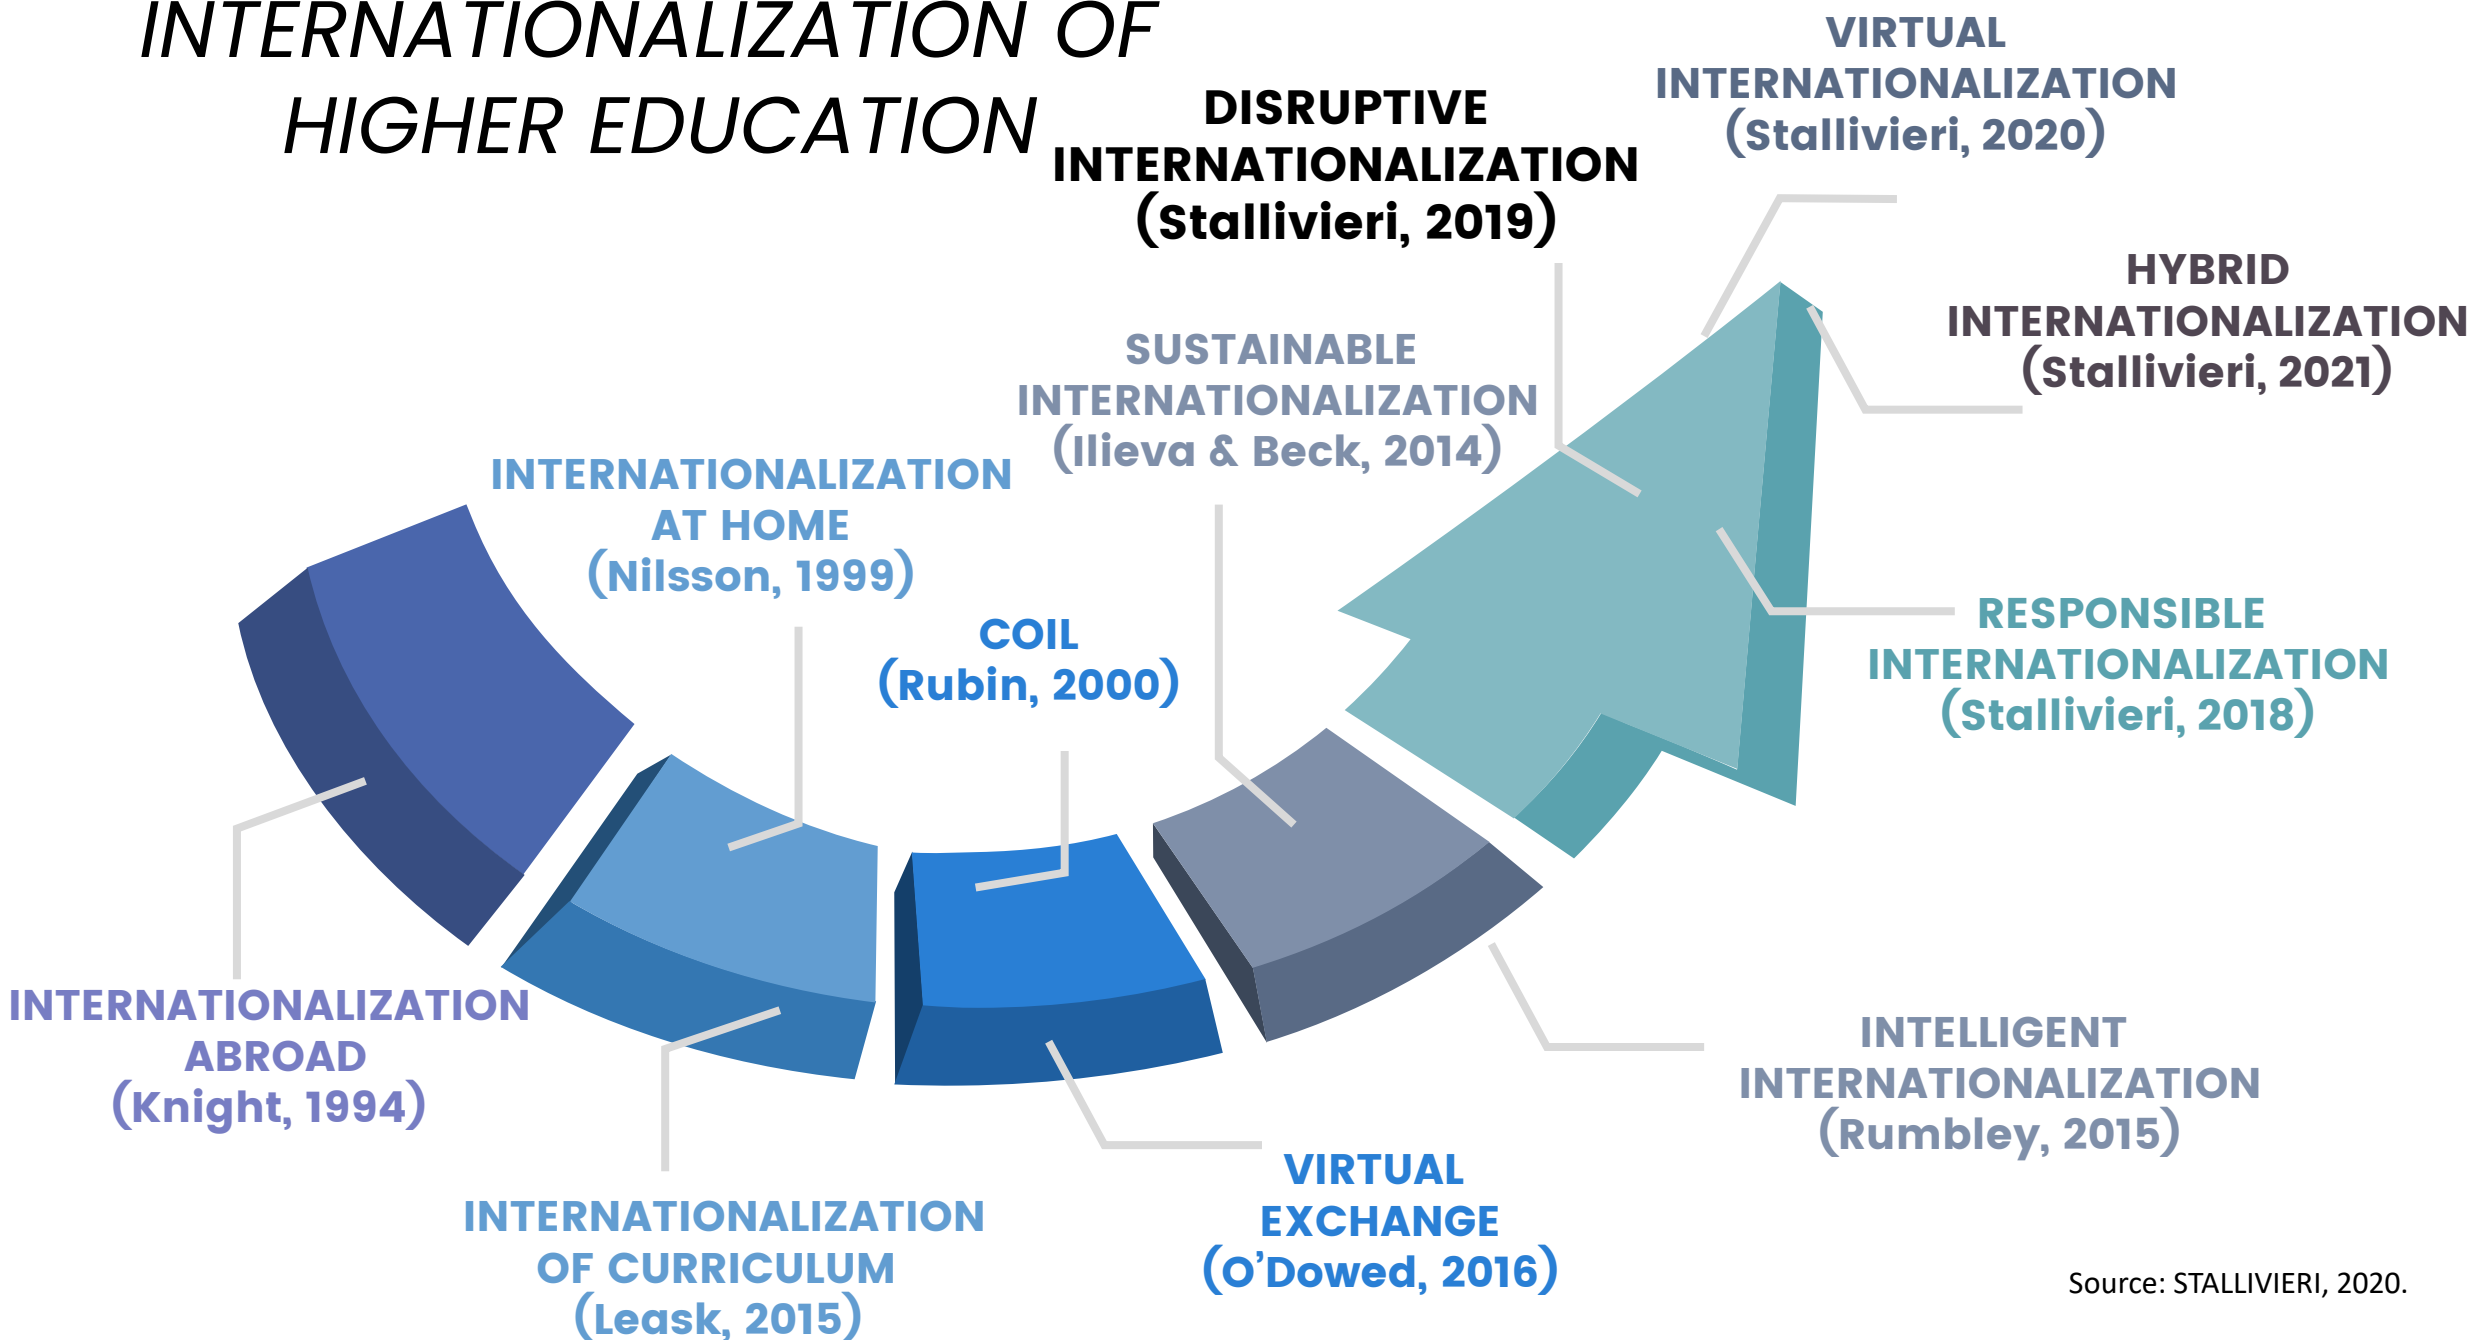 INTERNATIONALIZATION OF
HIGHER EDUCATION
DISRUPTIVE
INTERNATIONALIZATION
(Stallivieri, 2019)
VIRTUAL
INTERNATIONALIZATION
(Stallivieri, 2020)
HYBRID
INTERNATIONALIZATION
(Stallivieri, 2021)
SUSTAINABLE
INTERNATIONALIZATION
(Ilieva & Beck, 2014)
INTERNATIONALIZATION
AT HOME
(Nilsson, 1999)
COIL
(Rubin, 2000)
RESPONSIBLE
INTERNATIONALIZATION
(Stallivieri, 2018)
INTERNATIONALIZATION
ABROAD
(Knight, 1994)
INTELLIGENT
INTERNATIONALIZATION
(Rumbley, 2015)
VIRTUAL
EXCHANGE
(O’Dowed, 2016)
INTERNATIONALIZATION
OF CURRICULUM
(Leask, 2015)
Source: STALLIVIERI, 2020.